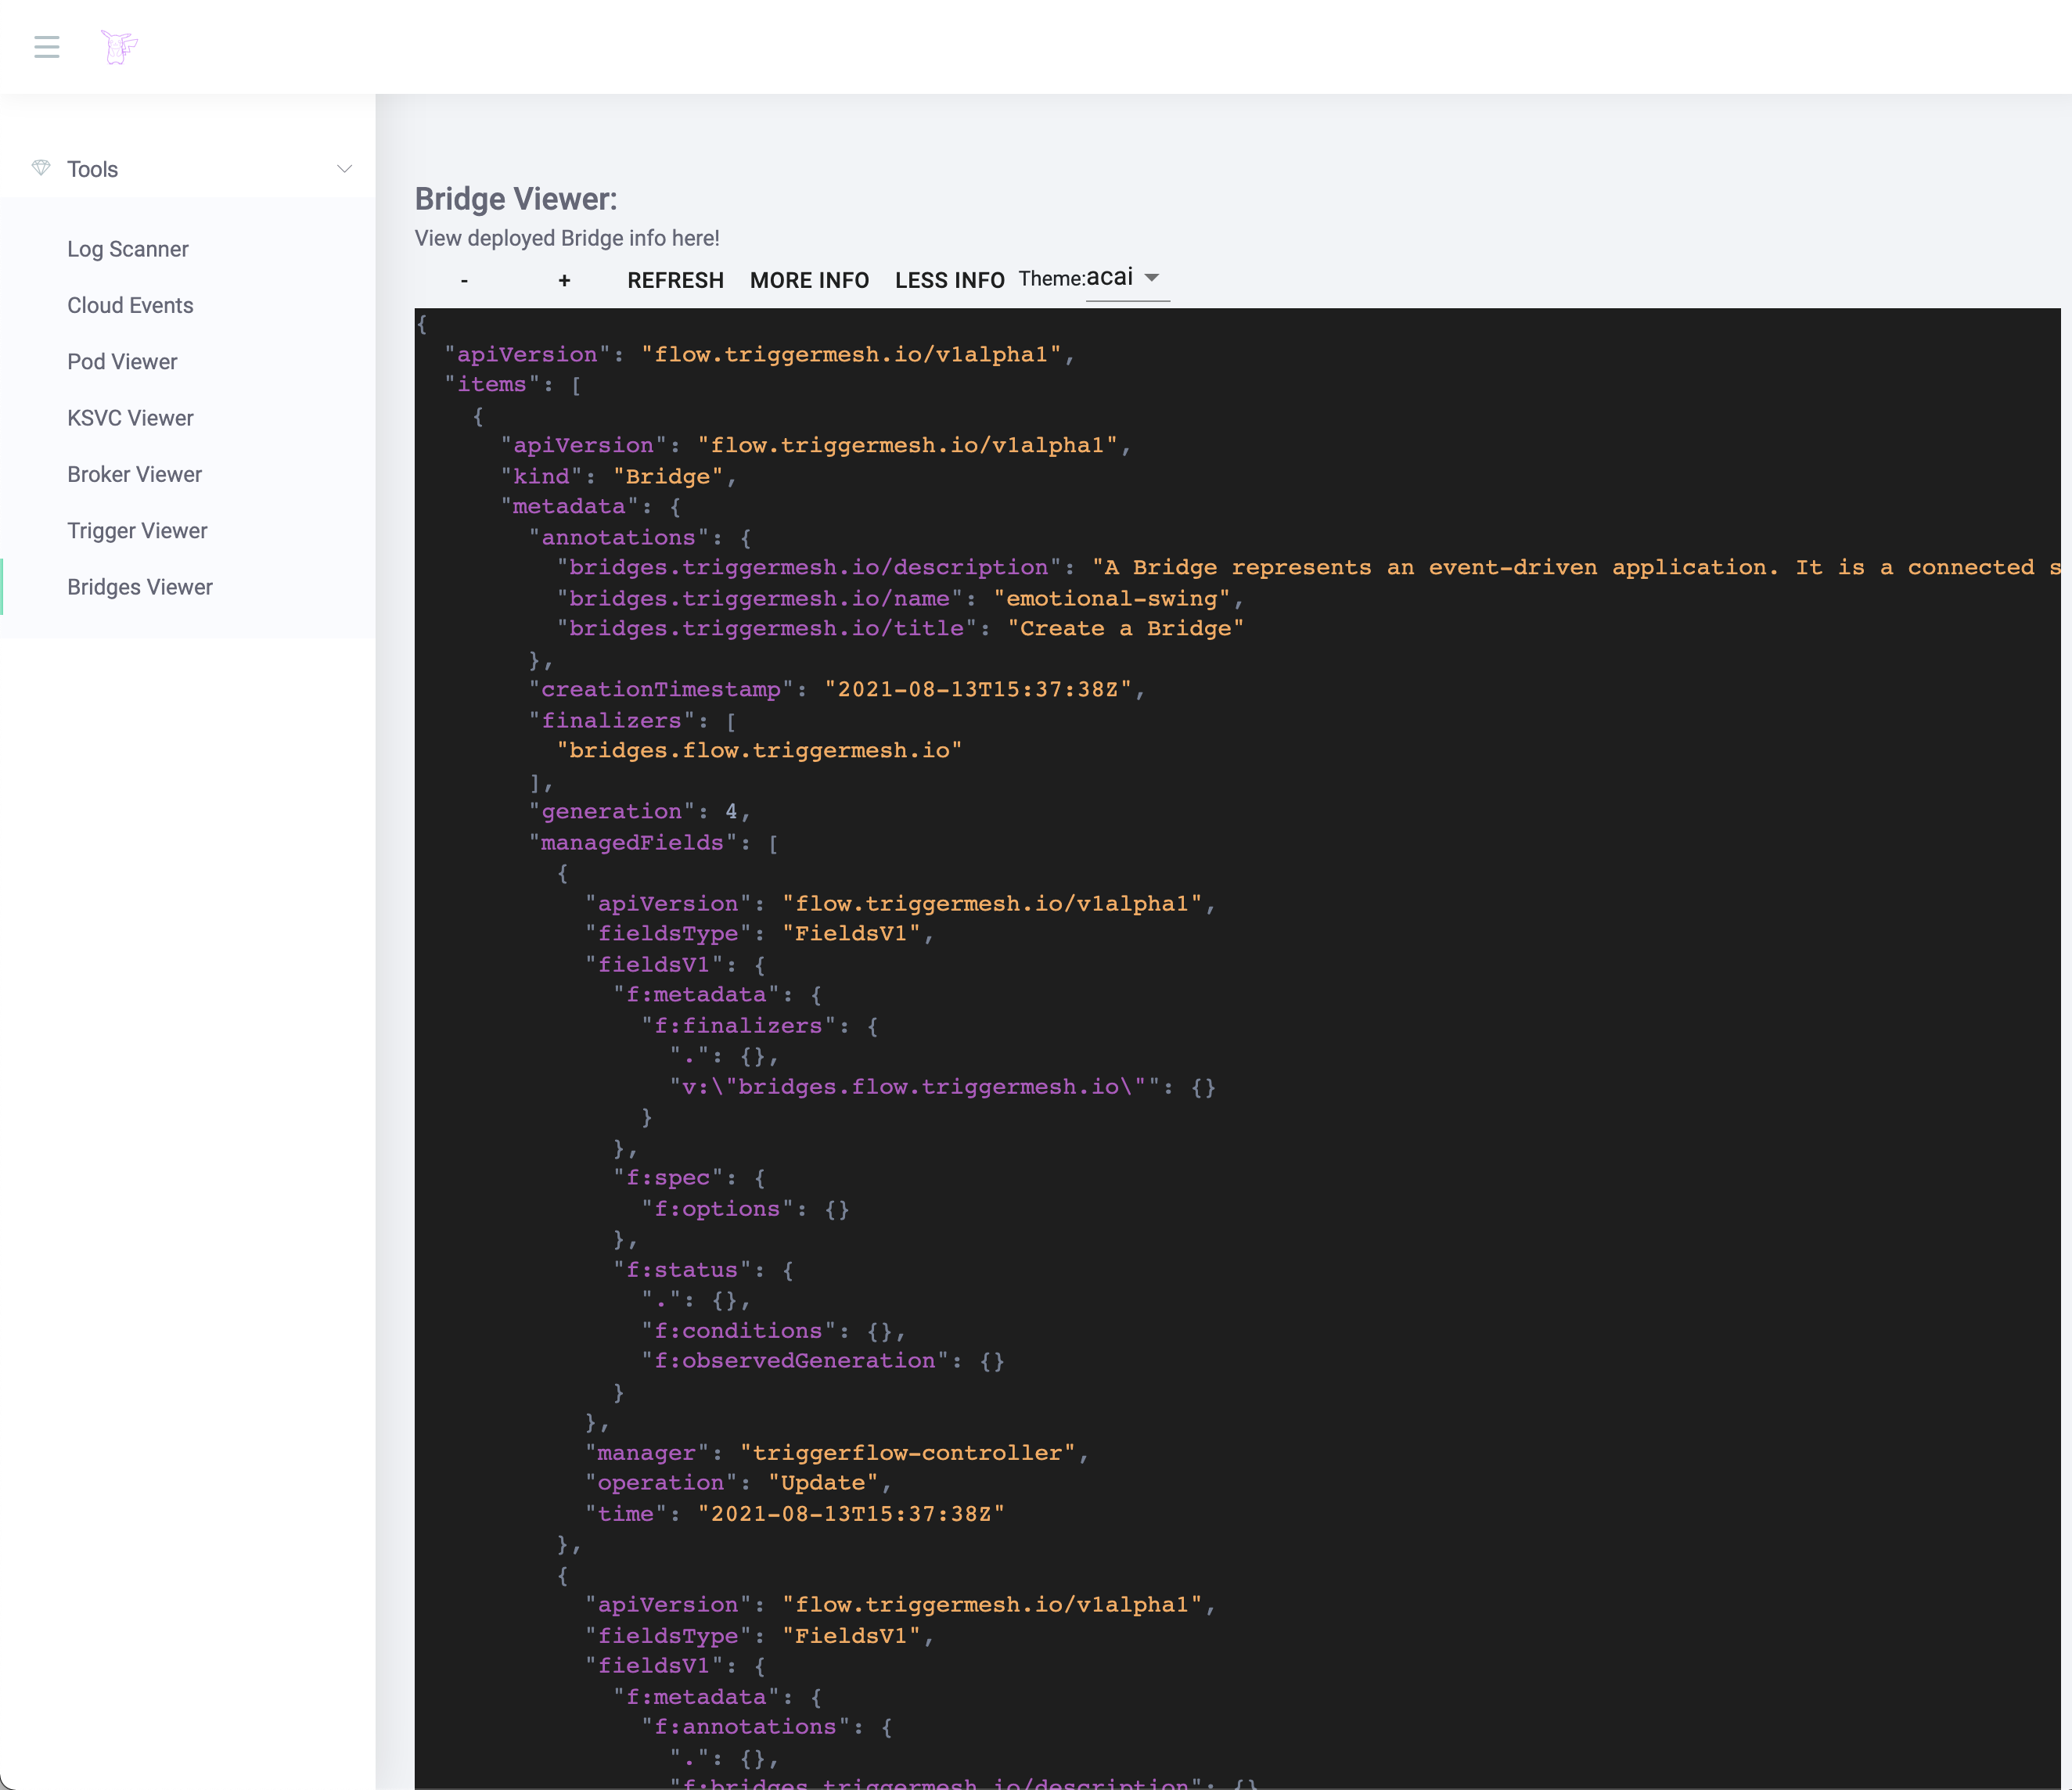 Tools
Log Scanner
Cloud Events
Pod Viewer
KSVC Viewer
Broker Viewer
Trigger Viewer
Bridges Viewer
Bridge Viewer:
View deployed Bridge info here!
- + REFRESH MORE INFO LESS INFO Theme:acai
{
  "apiVersion": "flow.triggermesh.io/v1alpha1",
  "items": [
    {
      "apiVersion": "flow.triggermesh.io/v1alpha1",
      "kind": "Bridge",
      "metadata": {
        "annotations": {
          "bridges.triggermesh.io/description": "A Bridge represents an event-driven application. It is a connected s
          "bridges.triggermesh.io/name": "emotional-swing",
          "bridges.triggermesh.io/title": "Create a Bridge"
        },
        "creationTimestamp": "2021-08-13T15:37:38Z",
        "finalizers": [
          "bridges.flow.triggermesh.io"
        ],
        "generation": 4,
        "managedFields": [
          {
            "apiVersion": "flow.triggermesh.io/v1alpha1",
            "fieldsType": "FieldsV1",
            "fieldsV1": {
              "f:metadata": {
                "f:finalizers": {
                  ".": {},
                  "v:\"bridges.flow.triggermesh.io\"": {}
                }
              },
              "f:spec": {
                "f:options": {}
              },
              "f:status": {
                ".": {},
                "f:conditions": {},
                "f:observedGeneration": {}
              }
            },
            "manager": "triggerflow-controller",
            "operation": "Update",
            "time": "2021-08-13T15:37:38Z"
          },
          {
            "apiVersion": "flow.triggermesh.io/v1alpha1",
            "fieldsType": "FieldsV1",
            "fieldsV1": {
              "f:metadata": {
                "f:annotations": {
                  ".": {},
                  "f:bridges.triggermesh.io/description": {}